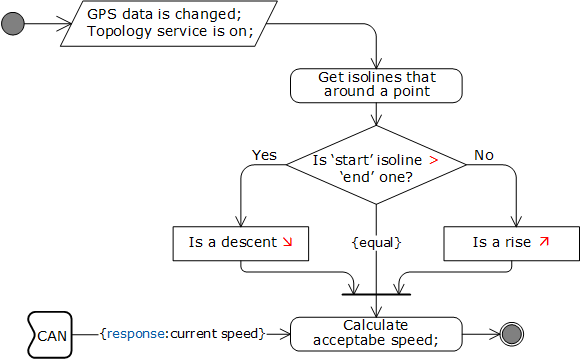 GPS data is changed;
Topology service is on;
Get isolines that
around a point
Is ‘start’ isoline >
‘end’ one?
Yes
No
Is a descent ↘
{equal}
Is a rise ↗
CAN
{response:current speed}
Calculate
acceptabe speed;